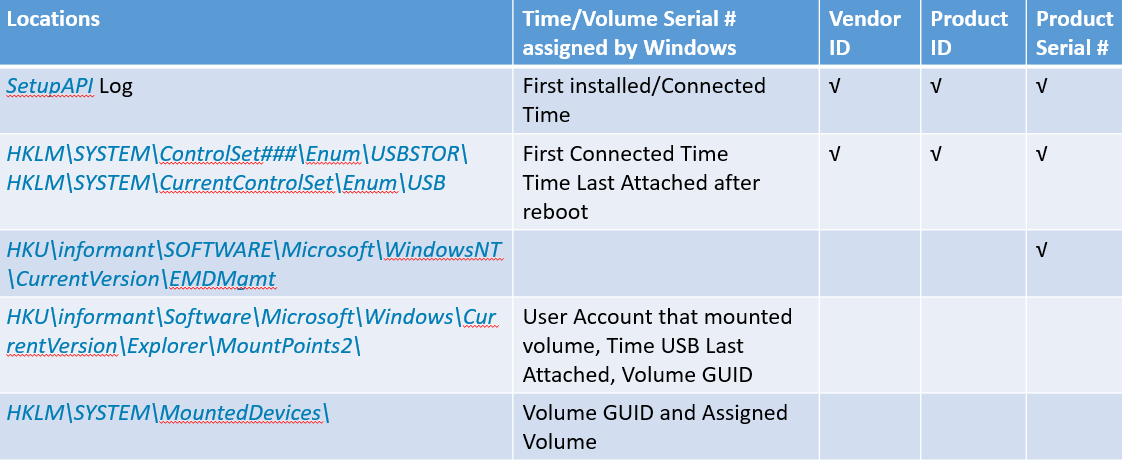 Locations
Time/Volume Serial #
assigned by Windows
Vendor
ID
Product
ID
Product
Serial #
SetupAPI Log
First installed/Connected
Time
√
√
√
HKLM\SYSTEM\ControlSet###\Enum\USBSTOR\
HKLM\SYSTEM\CurrentControlSet\Enum\USB
First Connected Time
Time Last Attached after
reboot
√
√
√
HKU\informant\SOFTWARE\Microsoft\WindowsNT
\CurrentVersion\EMDMgmt
√
HKU\informant\Software\Microsoft\Windows\Cur
rentVersion\Explorer\MountPoints2\
User Account that mounted
volume, Time USB Last
Attached, Volume GUID
HKLM\SYSTEM\MountedDevices\
Volume GUID and Assigned
Volume